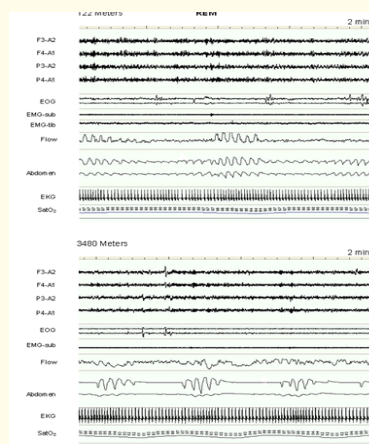 122 Meters REM
2 min
F3-A2
F4-A1
P3-A2
P4-A1
EOG
EMG-sub
EMG-tib
Flow
Abdomen
EKG
SatO₂
3480 Meters
2 min
F3-A2
F4-A1
P3-A2
P4-A1
EOG
EMG-sub
Flow
Abdomen
EKG
SatO₂